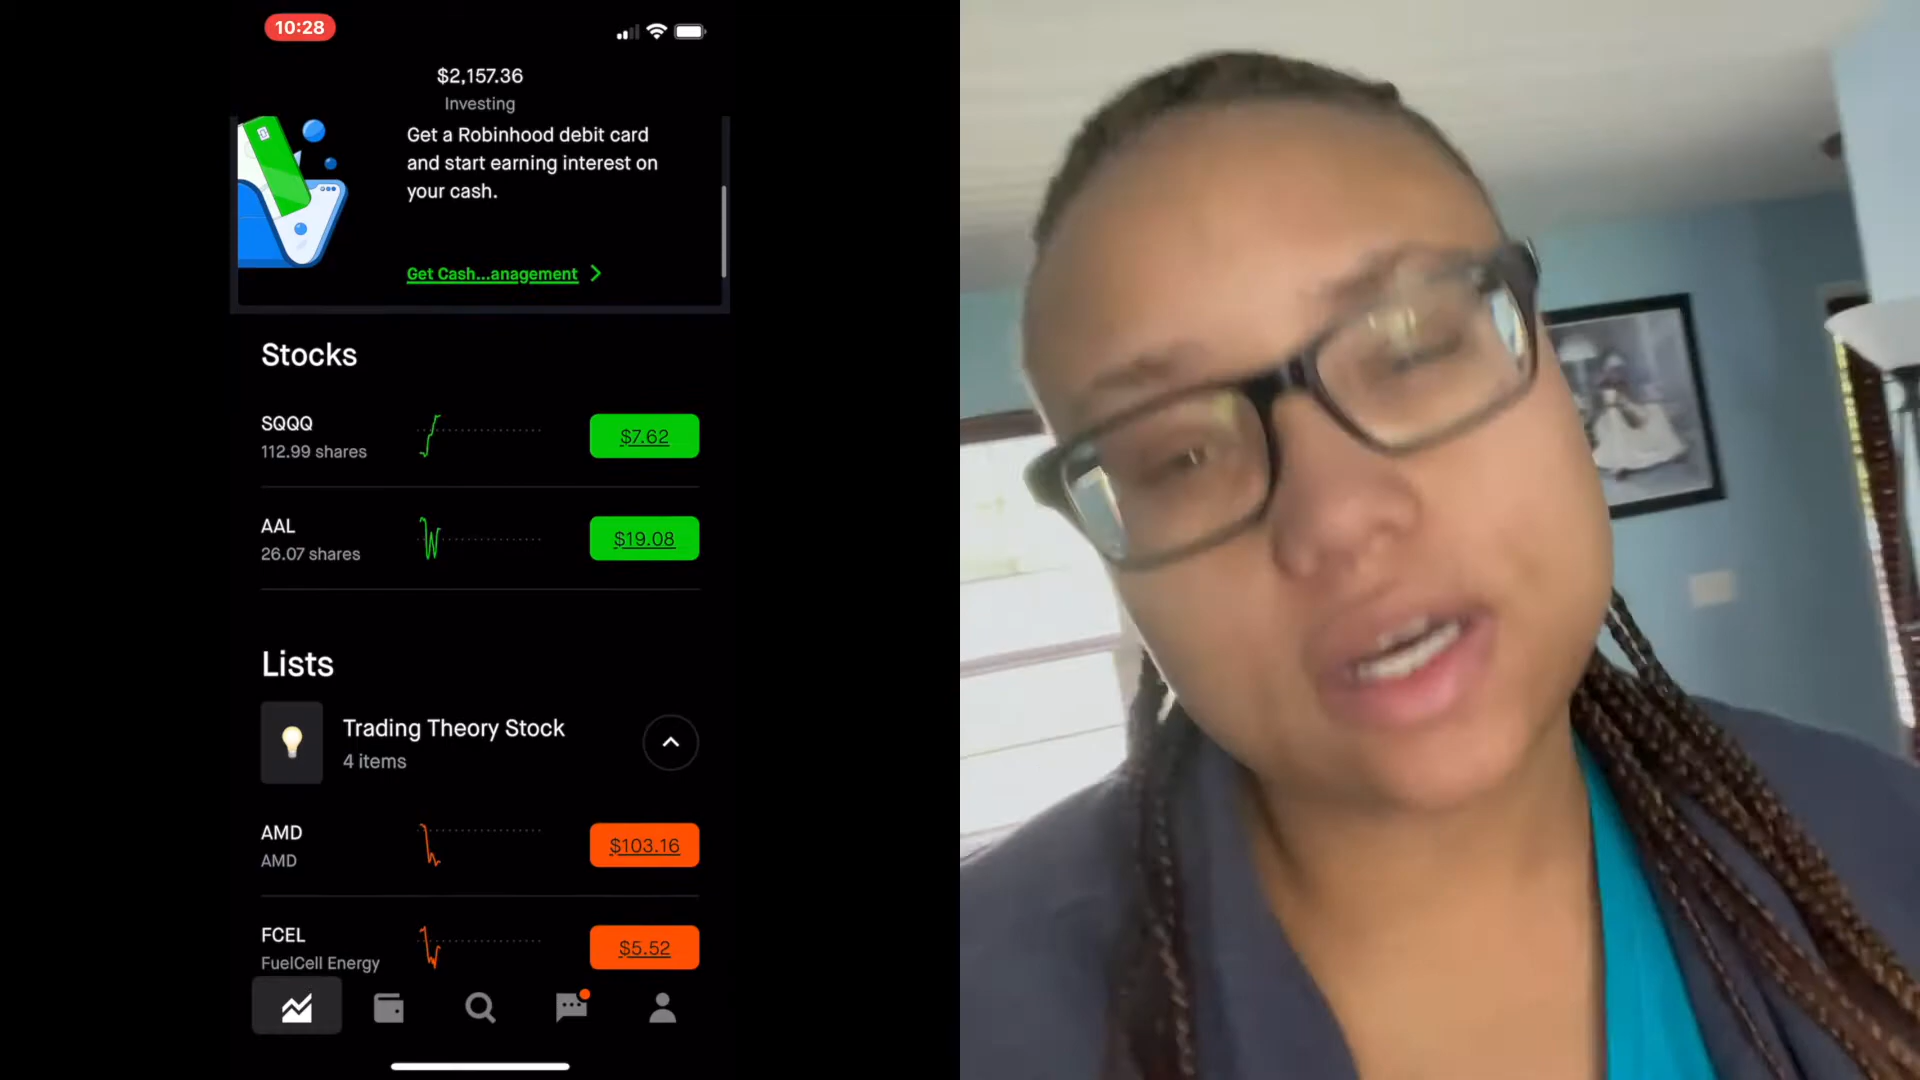 10:28
$2,157.36
Investing
Get a Robinhood debit card
and start earning interest on
your cash.
Get Cash...anagement
Stocks
SQQQ
112.99 shares
$7.62
AAL
26.07 shares
$19.08
Lists
Trading Theory Stock
4 items
AMD
AMD
$103.16
FCEL
FuelCell Energy
$5.52